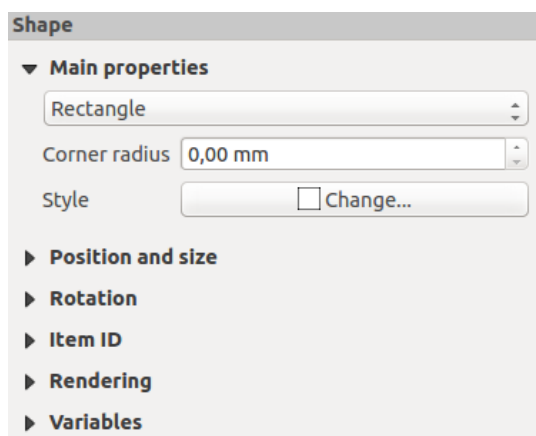 Shape
Main properties
Rectangle
Corner radius 0,00 mm
Style Change...
Position and size
Rotation
Item ID
Rendering
Variables